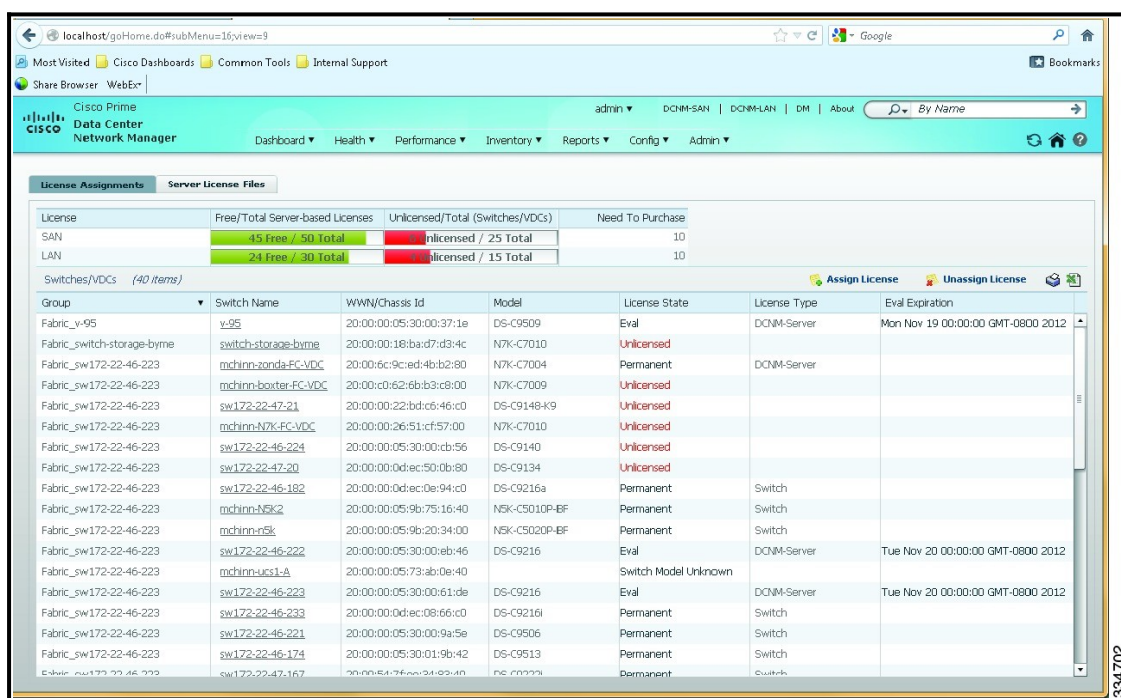 localhost/goHome.do#subMenu=16;view=9
Google
Most Visited Cisco Dashboards Common Tools Internal Support
Bookmarks
Share Browser WebEx
Cisco Prime
Data Center
Network Manager
CISCO
admin DCNM-SAN | DCNM-LAN | DM | About
By Name
Dashboard Health Performance Inventory Reports Config Admin
License Assignments Server License Files
License Free/Total Server-based Licenses Unlicensed/Total (Switches/VDCs) Need To Purchase
SAN 45 Free / 50 Total nlicensed / 25 Total 10
LAN 24 Free / 30 Total licensed / 15 Total 10
Switches/VDCs (40 items) Assign License Unassign License
Group Switch Name WWN/Chassis Id Model License State License Type Eval Expiration
Fabric_v-95 v-95 20:00:00:05:30:00:37:1e DS-C9509 Eval DCNM-Server Mon Nov 19 00:00:00 GMT-0800 2012
Fabric_switch-storage-byrne switch-storage-byrne 20:00:00:18:ba:d7:d3:4c N7K-C7010 Unlicensed
Fabric_sw172-22-46-223 mchinn-zonda-FC-VDC 20:00:6c:9c:ed:4b:b2:80 N7K-C7004 Permanent DCNM-Server
Fabric_sw172-22-46-223 mchinn-boxter-FC-VDC 20:00:c0:62:6b:b3:c8:00 N7K-C7009 Unlicensed
Fabric_sw172-22-46-223 sw172-22-47-21 20:00:00:22:bd:c6:46:c0 DS-C9148-K9 Unlicensed
Fabric_sw172-22-46-223 mchinn-N7K-FC-VDC 20:00:00:26:51:cf:57:00 N7K-C7010 Unlicensed
Fabric_sw172-22-46-223 sw172-22-46-224 20:00:00:05:30:00:cb:56 DS-C9140 Unlicensed
Fabric_sw172-22-46-223 sw172-22-47-20 20:00:00:0d:ec:50:0b:80 DS-C9134 Unlicensed
Fabric_sw172-22-46-223 sw172-22-46-182 20:00:00:0d:ec:0e:94:c0 DS-C9216a Permanent Switch
Fabric_sw172-22-46-223 mchinn-N5K2 20:00:00:05:9b:75:16:40 N5K-C5010P-BF Permanent Switch
Fabric_sw172-22-46-223 mchinn-n5k 20:00:00:05:9b:20:34:00 N5K-C5020P-BF Permanent Switch
Fabric_sw172-22-46-223 sw172-22-46-222 20:00:00:05:30:00:eb:46 DS-C9216 Eval DCNM-Server Tue Nov 20 00:00:00 GMT-0800 2012
Fabric_sw172-22-46-223 mchinn-ucs1-A 20:00:00:05:73:ab:0e:40 Switch Model Unknown
Fabric_sw172-22-46-223 sw172-22-46-223 20:00:00:05:30:00:61:de DS-C9216 Eval DCNM-Server Tue Nov 20 00:00:00 GMT-0800 2012
Fabric_sw172-22-46-223 sw172-22-46-233 20:00:00:0d:ec:08:66:c0 DS-C9216i Permanent Switch
Fabric_sw172-22-46-223 sw172-22-46-221 20:00:00:05:30:00:9a:5e DS-C9506 Permanent Switch
Fabric_sw172-22-46-223 sw172-22-46-174 20:00:00:05:30:01:9b:42 DS-C9513 Permanent Switch
Fabric_sw172-22-46-223 sw172-22-47-167 Permanent Switch
334702